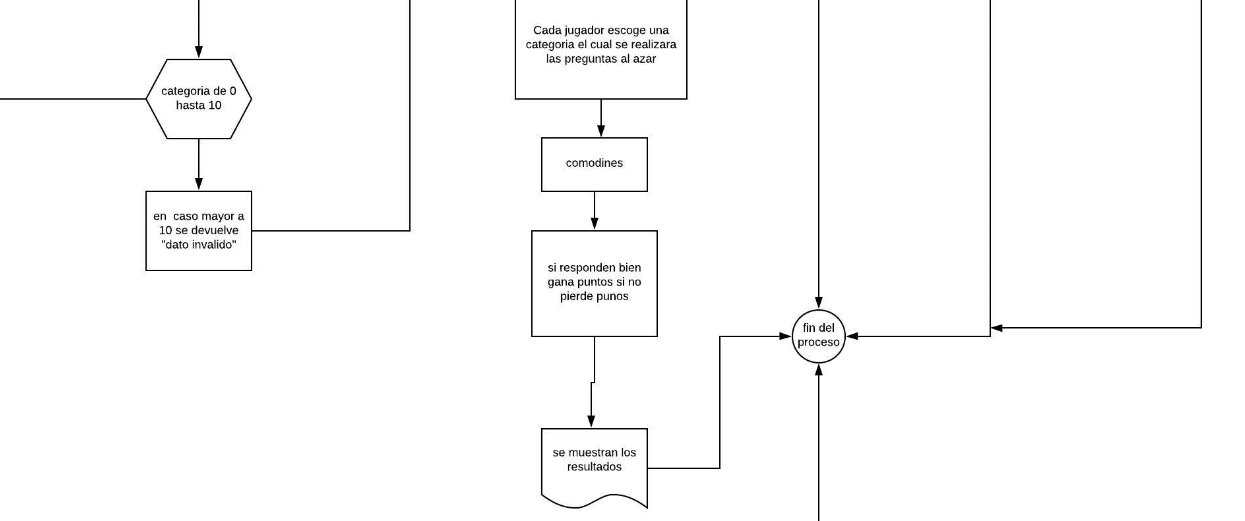 categoria de 0
hasta 10
en  caso mayor a
10 se devuelve
"dato invalido"
Cada jugador escoge una
categoria el cual se realizara
las preguntas al azar
comodines
si responden bien
gana puntos si no
pierde punos
se muestran los
resultados
fin del
proceso